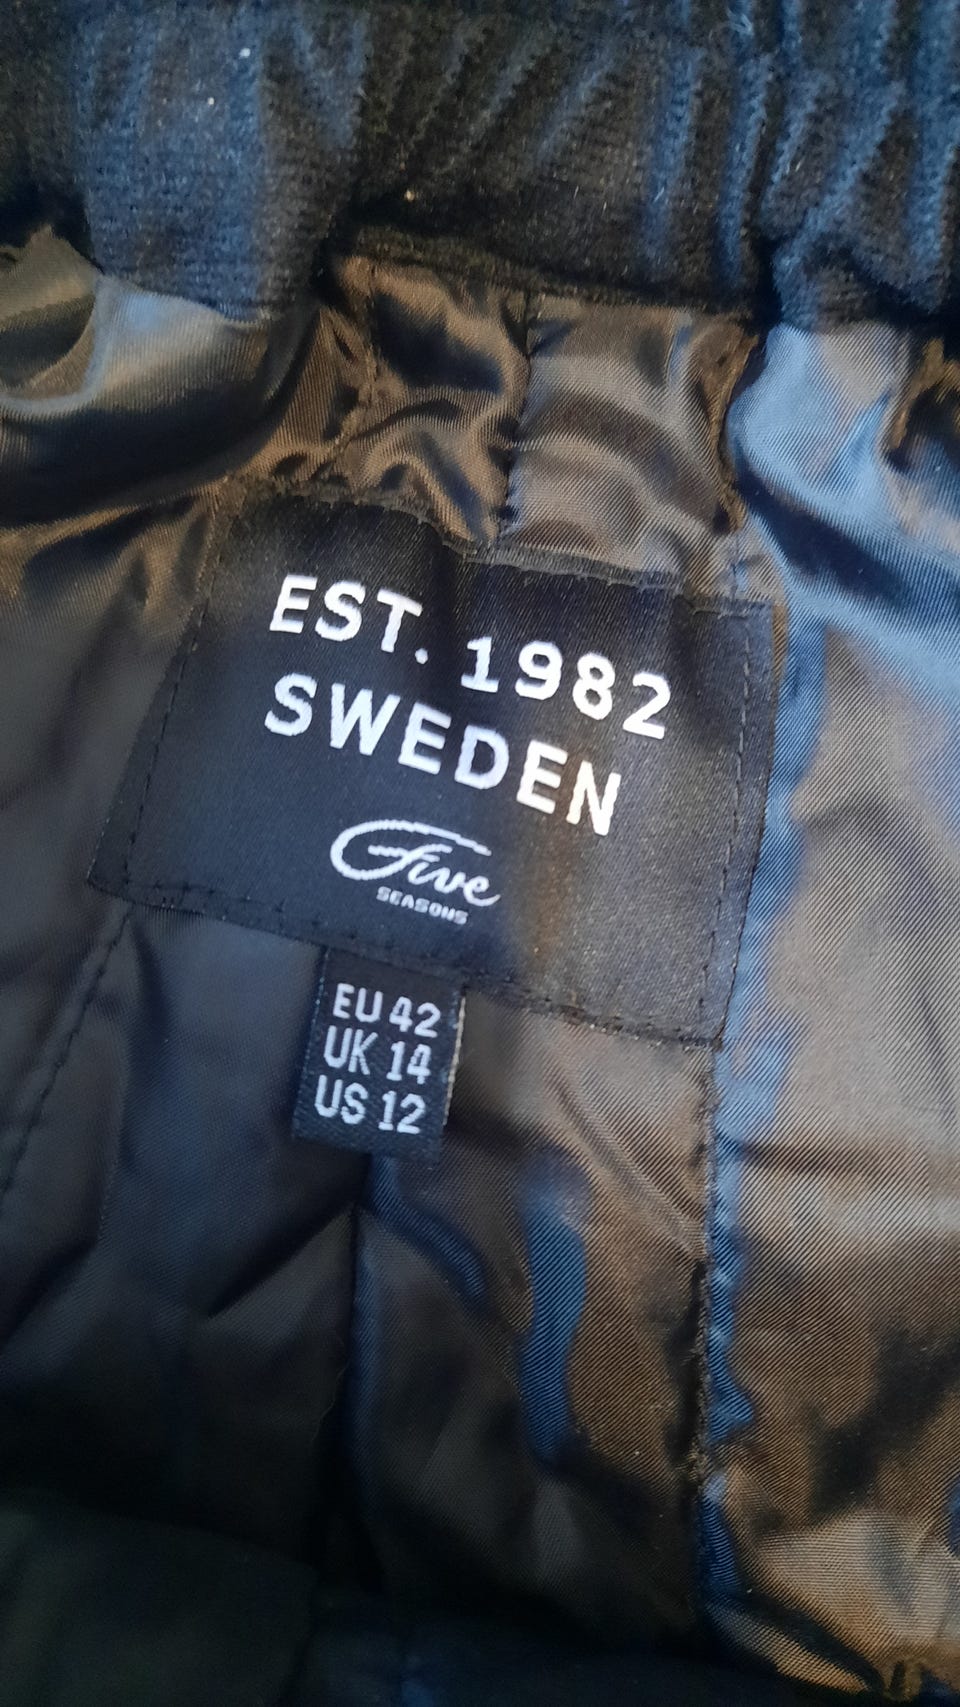 EST. 1982
SWEDEN
Five
SEASONS
EU 42
UK 14
US 12